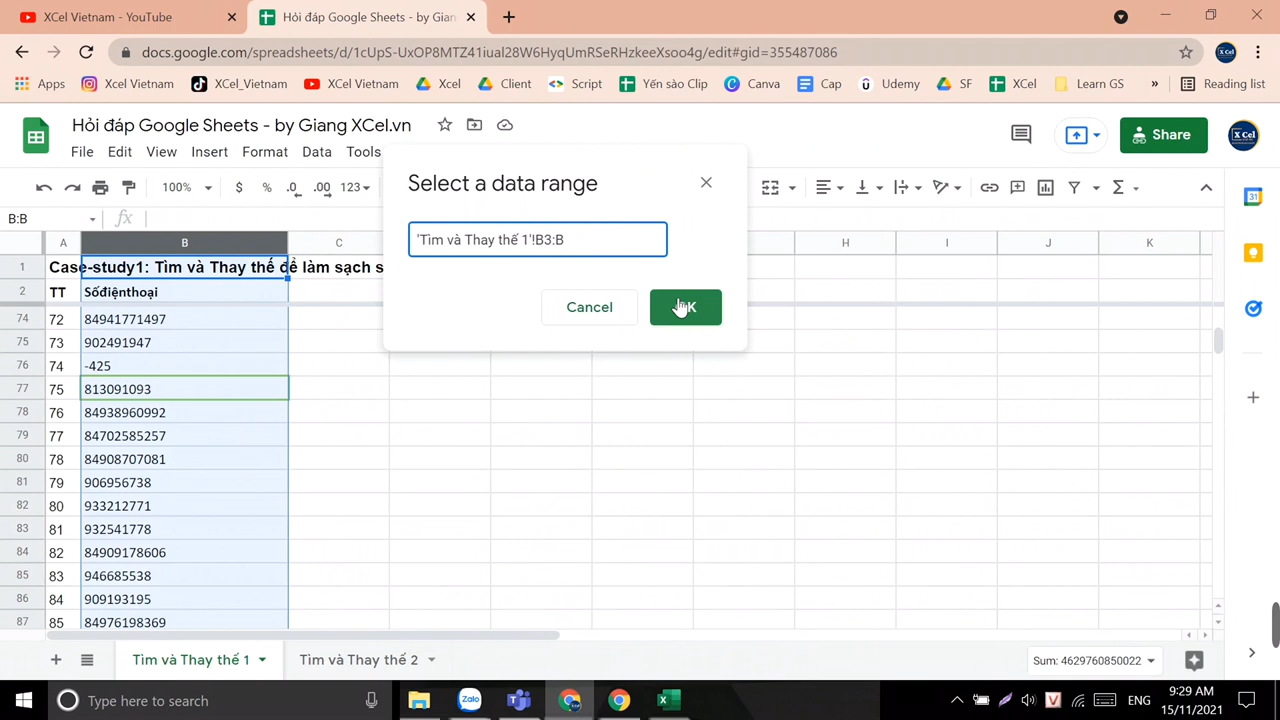 XCel Vietnam - YouTube
Hỏi đáp Google Sheets - by Giang
docs.google.com/spreadsheets/d/1cUpS-UxOP8MTZ41iual28W6HyqUmRSeRHzkeeXsoo4g/edit#gid=355487086
Apps Xcel Vietnam XCel_Vietnam XCel Vietnam Xcel Client Script Yến sào Clip Canva Cap Udemy SF XCel Learn GS » Reading list
Hỏi đáp Google Sheets - by Giang XCel.vn
Share
File Edit View Insert Format Data Tools
100% $ % .0 .00 123
Select a data range
'Tìm và Thay thế 1'!B3:B
Cancel
B:B fx
A B C H I J K
1 Case-study1: Tìm và Thay thế để làm sạch s
2 TT Sốđiệnthoại
74 72 84941771497
75 73 902491947
76 74 -425
77 75 813091093
78 76 84938960992
79 77 84702585257
80 78 84908707081
81 79 906956738
82 80 933212771
83 81 932541778
84 82 84909178606
85 83 946685538
86 84 909193195
87 85 84976198369
Tìm và Thay thế 1 Tìm và Thay thế 2 Sum: 4629760850022
Type here to search
ENG
9:29 AM
15/11/2021